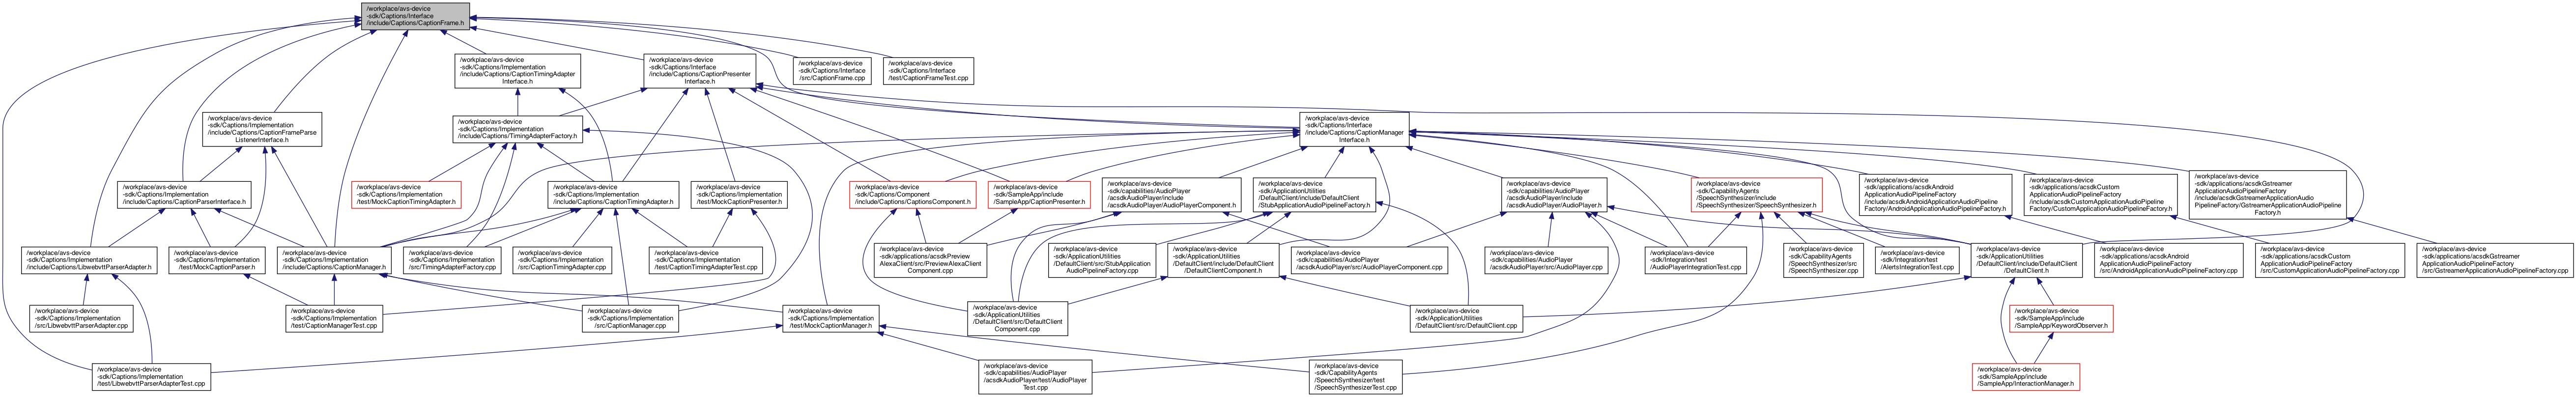 /workplace/avs-device
-sdk/Captions/Interface
/include/Captions/CaptionFrame.h
/workplace/avs-device
-sdk/Captions/Implementation
/include/Captions/CaptionTimingAdapter
Interface.h
/workplace/avs-device
-sdk/Captions/Interface
/include/Captions/CaptionPresenter
Interface.h
/workplace/avs-device
-sdk/Captions/Interface
/src/CaptionFrame.cpp
/workplace/avs-device
-sdk/Captions/Interface
/test/CaptionFrameTest.cpp
/workplace/avs-device
-sdk/Captions/Implementation
/include/Captions/CaptionFrameParse
ListenerInterface.h
/workplace/avs-device
-sdk/Captions/Implementation
/include/Captions/TimingAdapterFactory.h
/workplace/avs-device
-sdk/Captions/Interface
/include/Captions/CaptionManager
Interface.h
/workplace/avs-device
-sdk/Captions/Implementation
/include/Captions/CaptionParserInterface.h
/workplace/avs-device
-sdk/Captions/Implementation
/test/MockCaptionTimingAdapter.h
/workplace/avs-device
-sdk/Captions/Implementation
/include/Captions/CaptionTimingAdapter.h
/workplace/avs-device
-sdk/Captions/Implementation
/test/MockCaptionPresenter.h
/workplace/avs-device
-sdk/Captions/Component
/include/Captions/CaptionsComponent.h
/workplace/avs-device
-sdk/SampleApp/include
/SampleApp/CaptionPresenter.h
/workplace/avs-device
-sdk/capabilities/AudioPlayer
/acsdkAudioPlayer/include
/acsdkAudioPlayer/AudioPlayerComponent.h
/workplace/avs-device
-sdk/ApplicationUtilities
/DefaultClient/include/DefaultClient
/StubApplicationAudioPipelineFactory.h
/workplace/avs-device
-sdk/capabilities/AudioPlayer
/acsdkAudioPlayer/include
/acsdkAudioPlayer/AudioPlayer.h
/workplace/avs-device
-sdk/CapabilityAgents
/SpeechSynthesizer/include
/SpeechSynthesizer/SpeechSynthesizer.h
/workplace/avs-device
-sdk/applications/acsdkAndroid
ApplicationAudioPipelineFactory
/include/acsdkAndroidApplicationAudioPipeline
Factory/AndroidApplicationAudioPipelineFactory.h
/workplace/avs-device
-sdk/applications/acsdkCustom
ApplicationAudioPipelineFactory
/include/acsdkCustomApplicationAudioPipeline
Factory/CustomApplicationAudioPipelineFactory.h
/workplace/avs-device
-sdk/applications/acsdkGstreamer
ApplicationAudioPipelineFactory
/include/acsdkGstreamerApplicationAudio
PipelineFactory/GstreamerApplicationAudioPipeline
Factory.h
/workplace/avs-device
-sdk/Captions/Implementation
/include/Captions/LibwebvttParserAdapter.h
/workplace/avs-device
-sdk/Captions/Implementation
/test/MockCaptionParser.h
/workplace/avs-device
-sdk/Captions/Implementation
/include/Captions/CaptionManager.h
/workplace/avs-device
-sdk/Captions/Implementation
/src/TimingAdapterFactory.cpp
/workplace/avs-device
-sdk/Captions/Implementation
/src/CaptionTimingAdapter.cpp
/workplace/avs-device
-sdk/Captions/Implementation
/test/CaptionTimingAdapterTest.cpp
/workplace/avs-device
-sdk/applications/acsdkPreview
AlexaClient/src/PreviewAlexaClient
Component.cpp
/workplace/avs-device
-sdk/ApplicationUtilities
/DefaultClient/src/StubApplication
AudioPipelineFactory.cpp
/workplace/avs-device
-sdk/ApplicationUtilities
/DefaultClient/include/DefaultClient
/DefaultClientComponent.h
/workplace/avs-device
-sdk/capabilities/AudioPlayer
/acsdkAudioPlayer/src/AudioPlayerComponent.cpp
/workplace/avs-device
-sdk/capabilities/AudioPlayer
/acsdkAudioPlayer/src/AudioPlayer.cpp
/workplace/avs-device
-sdk/Integration/test
/AudioPlayerIntegrationTest.cpp
/workplace/avs-device
-sdk/CapabilityAgents
/SpeechSynthesizer/src
/SpeechSynthesizer.cpp
/workplace/avs-device
-sdk/Integration/test
/AlertsIntegrationTest.cpp
/workplace/avs-device
-sdk/ApplicationUtilities
/DefaultClient/include/DefaultClient
/DefaultClient.h
/workplace/avs-device
-sdk/applications/acsdkAndroid
ApplicationAudioPipelineFactory
/src/AndroidApplicationAudioPipelineFactory.cpp
/workplace/avs-device
-sdk/applications/acsdkCustom
ApplicationAudioPipelineFactory
/src/CustomApplicationAudioPipelineFactory.cpp
/workplace/avs-device
-sdk/applications/acsdkGstreamer
ApplicationAudioPipelineFactory
/src/GstreamerApplicationAudioPipelineFactory.cpp
/workplace/avs-device
-sdk/Captions/Implementation
/src/LibwebvttParserAdapter.cpp
/workplace/avs-device
-sdk/Captions/Implementation
/test/CaptionManagerTest.cpp
/workplace/avs-device
-sdk/Captions/Implementation
/src/CaptionManager.cpp
/workplace/avs-device
-sdk/Captions/Implementation
/test/MockCaptionManager.h
/workplace/avs-device
-sdk/ApplicationUtilities
/DefaultClient/src/DefaultClient
Component.cpp
/workplace/avs-device
-sdk/ApplicationUtilities
/DefaultClient/src/DefaultClient.cpp
/workplace/avs-device
-sdk/SampleApp/include
/SampleApp/KeywordObserver.h
/workplace/avs-device
-sdk/Captions/Implementation
/test/LibwebvttParserAdapterTest.cpp
/workplace/avs-device
-sdk/capabilities/AudioPlayer
/acsdkAudioPlayer/test/AudioPlayer
Test.cpp
/workplace/avs-device
-sdk/CapabilityAgents
/SpeechSynthesizer/test
/SpeechSynthesizerTest.cpp
/workplace/avs-device
-sdk/SampleApp/include
/SampleApp/InteractionManager.h